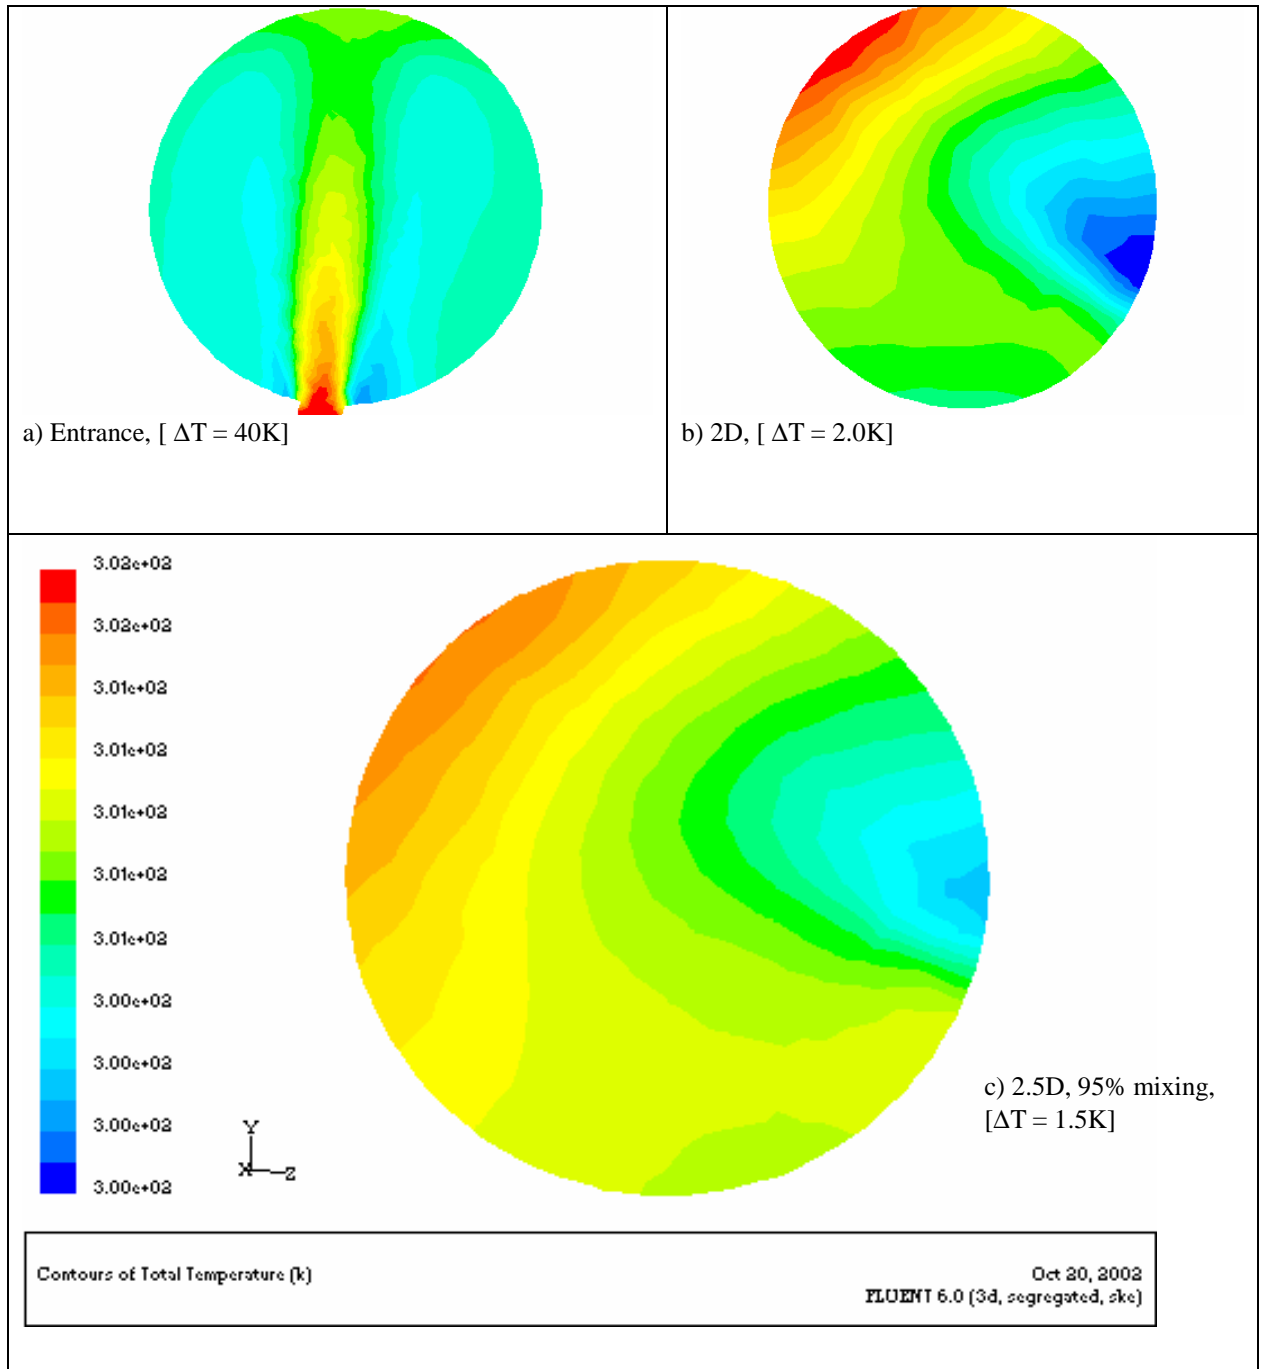 a) Entrance, [ ΔT = 40K]
b) 2D, [ ΔT = 2.0K]
3.02e+02
3.02e+02
3.01e+02
3.01e+02
3.01e+02
3.01e+02
3.01e+02
3.00e+02
3.00e+02
3.00e+02
3.00e+02
c) 2.5D, 95% mixing,
[ΔT = 1.5K]
Y
X
Z
Contours of Total Temperature (k)
Oct 20, 2002
FLUENT 6.0 (3d, segregated, ske)